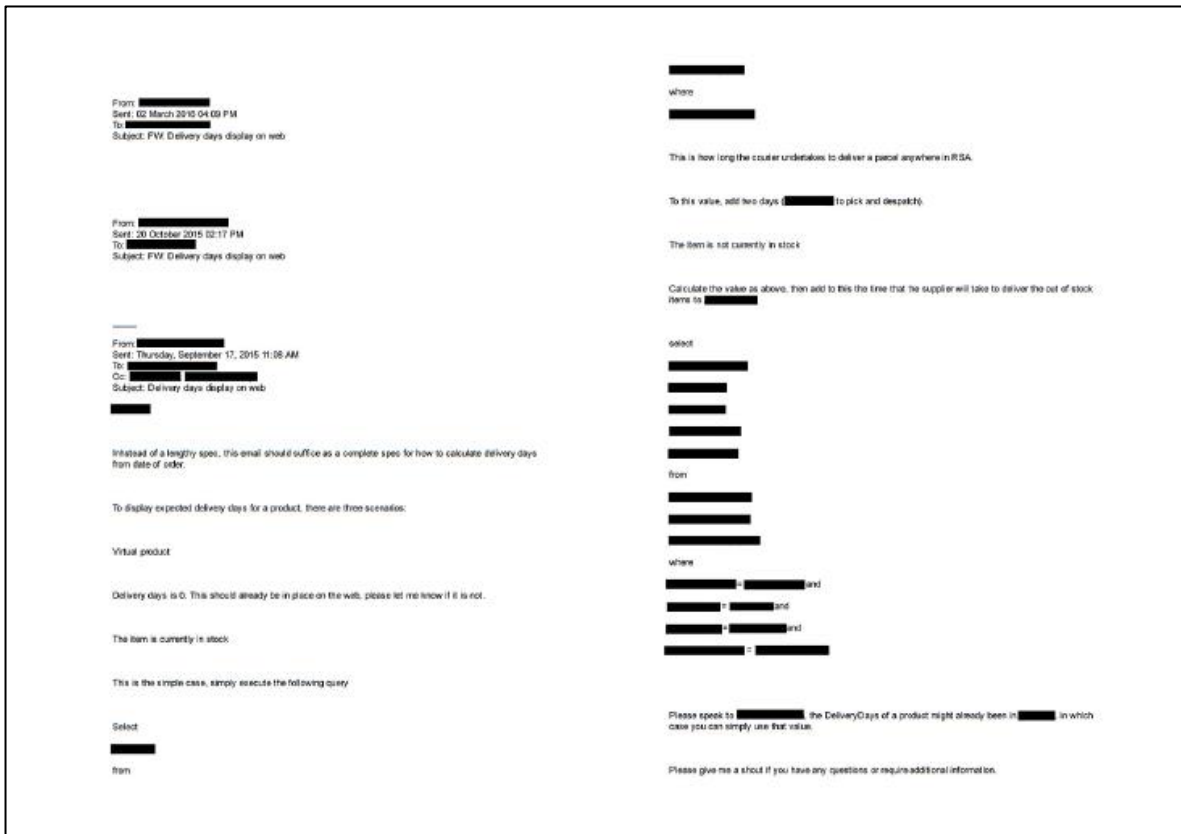 From:
Sent: 02 March 2016 04:09 PM
To:
Subject: FW: Delivery days display on web
From:
Sent: 20 October 2015 02:17 PM
To:
Subject: FW: Delivery days display on web
From:
Sent: Thursday, September 17, 2015 11:06 AM
To:
Cc:
Subject: Delivery days display on web
Instead of a lengthy spec, this email should suffice as a complete spec for how to calculate delivery days
from date of order.
To display expected delivery days for a product, there are three scenarios:
Virtual product
Delivery days is 0. This should already be in place on the web, please let me know if it is not.
The item is currently in stock
This is the simple case, simply execute the following query
Select
from
where
This is how long the courier undertakes to deliver a parcel anywhere in RSA.
To this value, add two days ( to pick and despatch).
The item is not currently in stock
Calculate the value as above, then add to this the time that he supplier will take to deliver the out of stock
items to
select
from
where
= and
= and
= and
=
Please speak to , the DeliveryDays of a product might already been in , in which
case you can simply use that value.
Please give me a shout if you have any questions or require additional information.